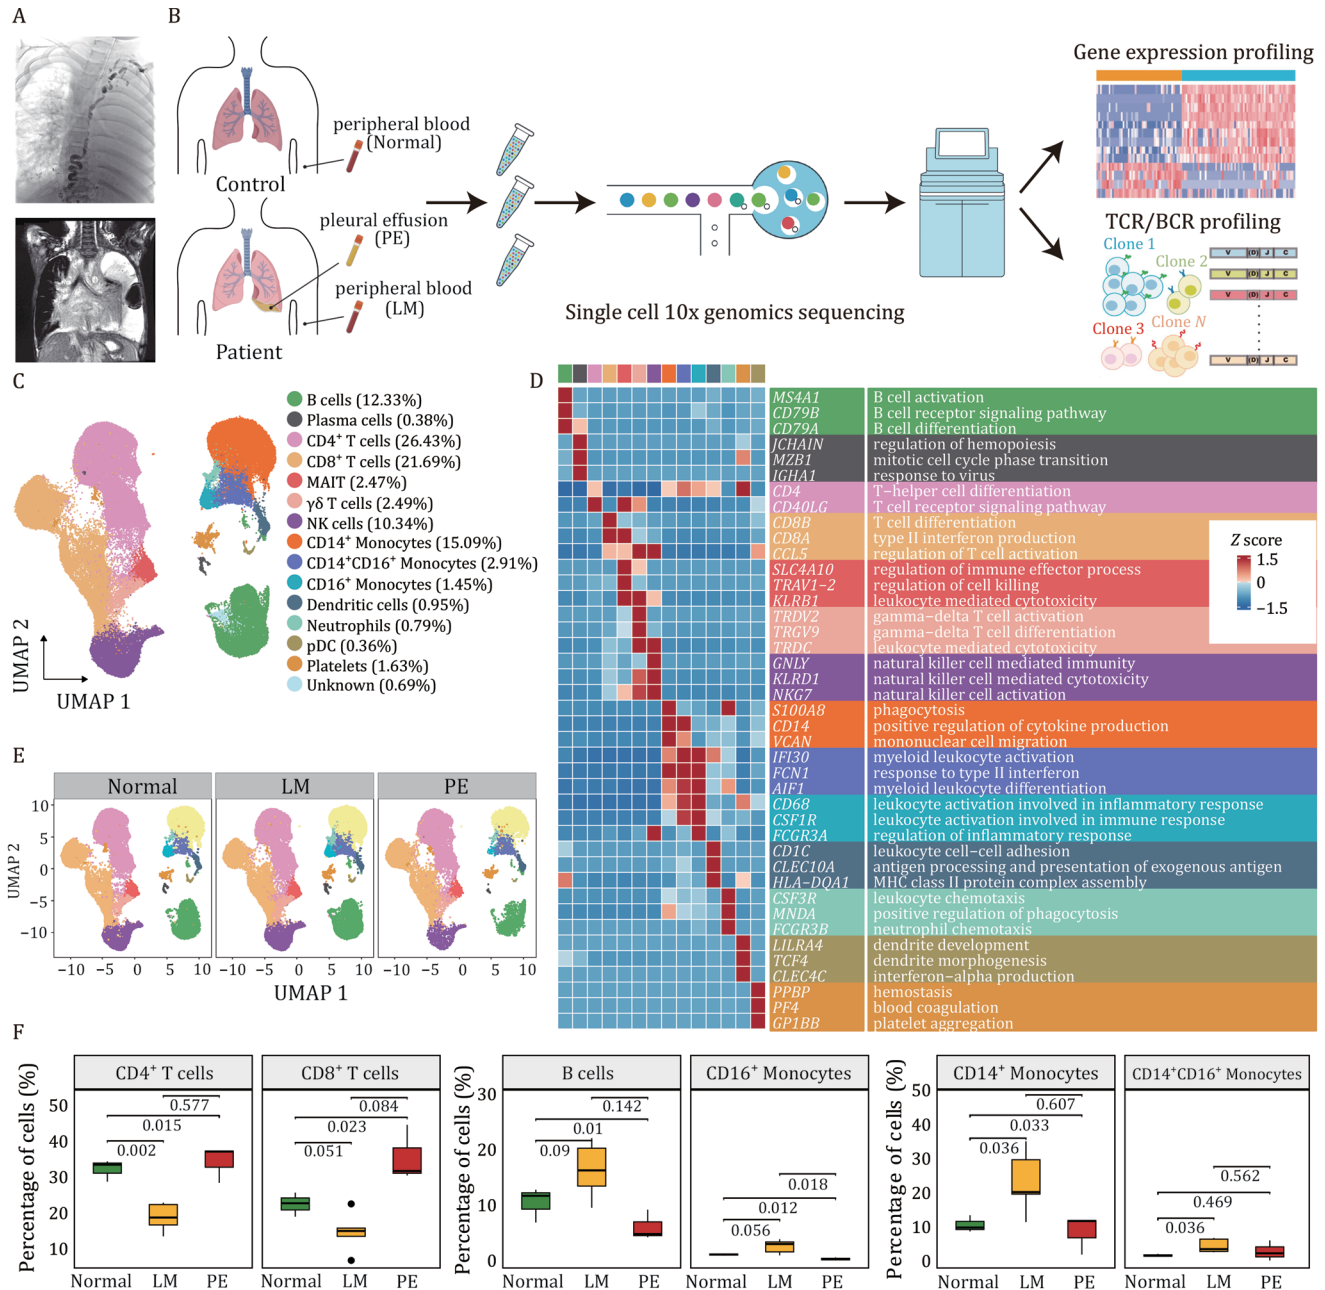 A
B
peripheral blood
(Normal)
Control
pleural effusion
(PE)
peripheral blood
(LM)
Patient
Single cell 10x genomics sequencing
Gene expression profiling
TCR/BCR profiling
Clone 1
Clone 2
Clone 3
Clone N
V (D) J C
V (D) J C
V (D) J C
V (D) J C
C
B cells (12.33%)
Plasma cells (0.38%)
CD4⁺ T cells (26.43%)
CD8⁺ T cells (21.69%)
MAIT (2.47%)
γδ T cells (2.49%)
NK cells (10.34%)
CD14⁺ Monocytes (15.09%)
CD14⁺CD16⁺ Monocytes (2.91%)
CD16⁺ Monocytes (1.45%)
Dendritic cells (0.95%)
Neutrophils (0.79%)
pDC (0.36%)
Platelets (1.63%)
Unknown (0.69%)
UMAP 2
UMAP 1
D
MS4A1 B cell activation
CD79B B cell receptor signaling pathway
CD79A B cell differentiation
JCHAIN regulation of hemopoiesis
MZB1 mitotic cell cycle phase transition
IGHA1 response to virus
CD4 T−helper cell differentiation
CD40LG T cell receptor signaling pathway
CD8B T cell differentiation
CD8A type II interferon production
CCL5 regulation of T cell activation
SLC4A10 regulation of immune effector process
TRAV1−2 regulation of cell killing
KLRB1 leukocyte mediated cytotoxicity
TRDV2 gamma−delta T cell activation
TRGV9 gamma−delta T cell differentiation
TRDC leukocyte mediated cytotoxicity
GNLY natural killer cell mediated immunity
KLRD1 natural killer cell mediated cytotoxicity
NKG7 natural killer cell activation
S100A8 phagocytosis
CD14 positive regulation of cytokine production
VCAN mononuclear cell migration
IFI30 myeloid leukocyte activation
FCN1 response to type II interferon
AIF1 myeloid leukocyte differentiation
CD68 leukocyte activation involved in inflammatory response
CSF1R leukocyte activation involved in immune response
FCGR3A regulation of inflammatory response
CD1C leukocyte cell−cell adhesion
CLEC10A antigen processing and presentation of exogenous antigen
HLA−DQA1 MHC class II protein complex assembly
CSF3R leukocyte chemotaxis
MNDA positive regulation of phagocytosis
FCGR3B neutrophil chemotaxis
LILRA4 dendrite development
TCF4 dendrite morphogenesis
CLEC4C interferon−alpha production
PPBP hemostasis
PF4 blood coagulation
GP1BB platelet aggregation
Z score
1.5
0
−1.5
E
Normal LM PE
UMAP 2
10
5
0
−5
−10
−10 −5 0 5 10 −10 −5 0 5 10 −10 −5 0 5 10
UMAP 1
F
Percentage of cells (%)
50
40
30
20
10
CD4⁺ T cells
0.577
0.015
0.002
Normal LM PE
CD8⁺ T cells
0.084
0.023
0.051
Normal LM PE
Percentage of cells (%)
30
20
10
0
B cells
0.142
0.01
0.09
Normal LM PE
CD16⁺ Monocytes
0.018
0.012
0.056
Normal LM PE
Percentage of cells (%)
50
40
30
20
10
0
CD14⁺ Monocytes
0.607
0.033
0.036
Normal LM PE
CD14⁺CD16⁺ Monocytes
0.562
0.469
0.036
Normal LM PE